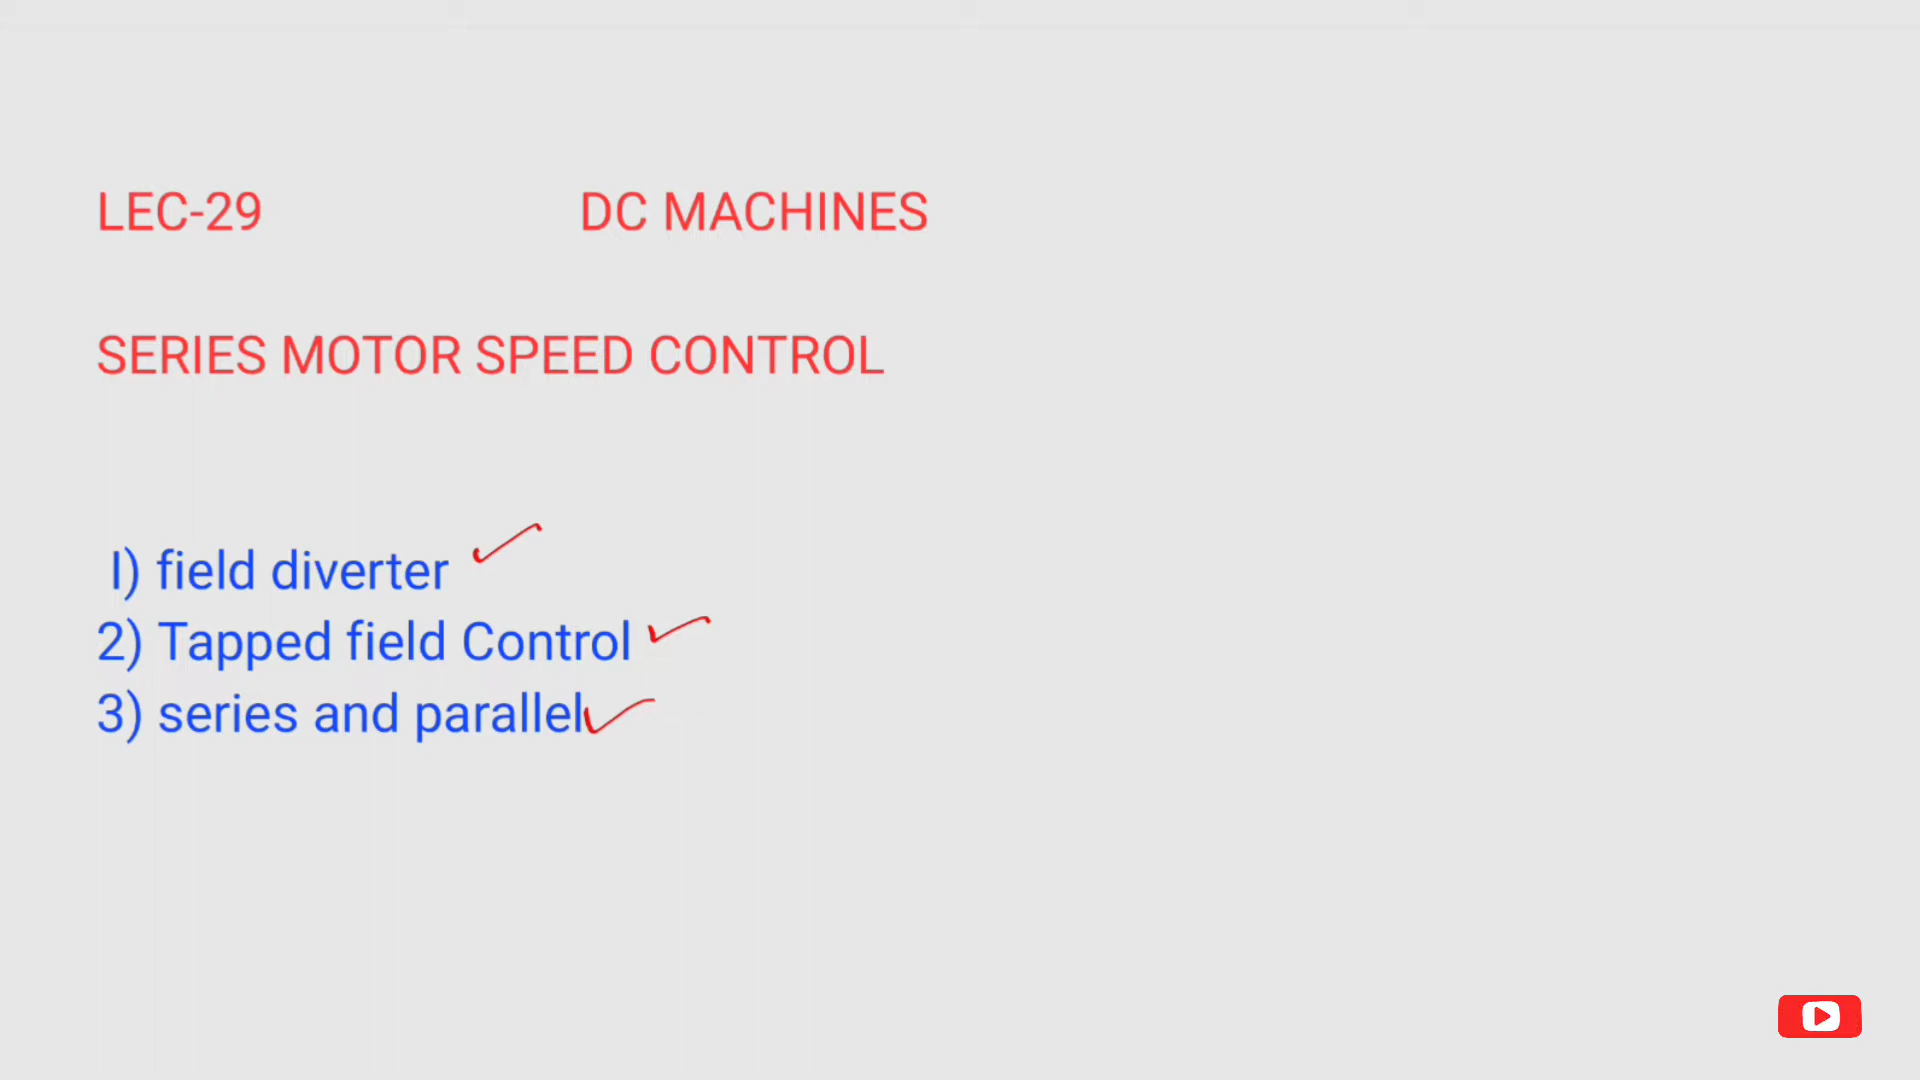 LEC-29 DC MACHINES
SERIES MOTOR SPEED CONTROL
I) field diverter
2) Tapped field Control
3) series and parallel